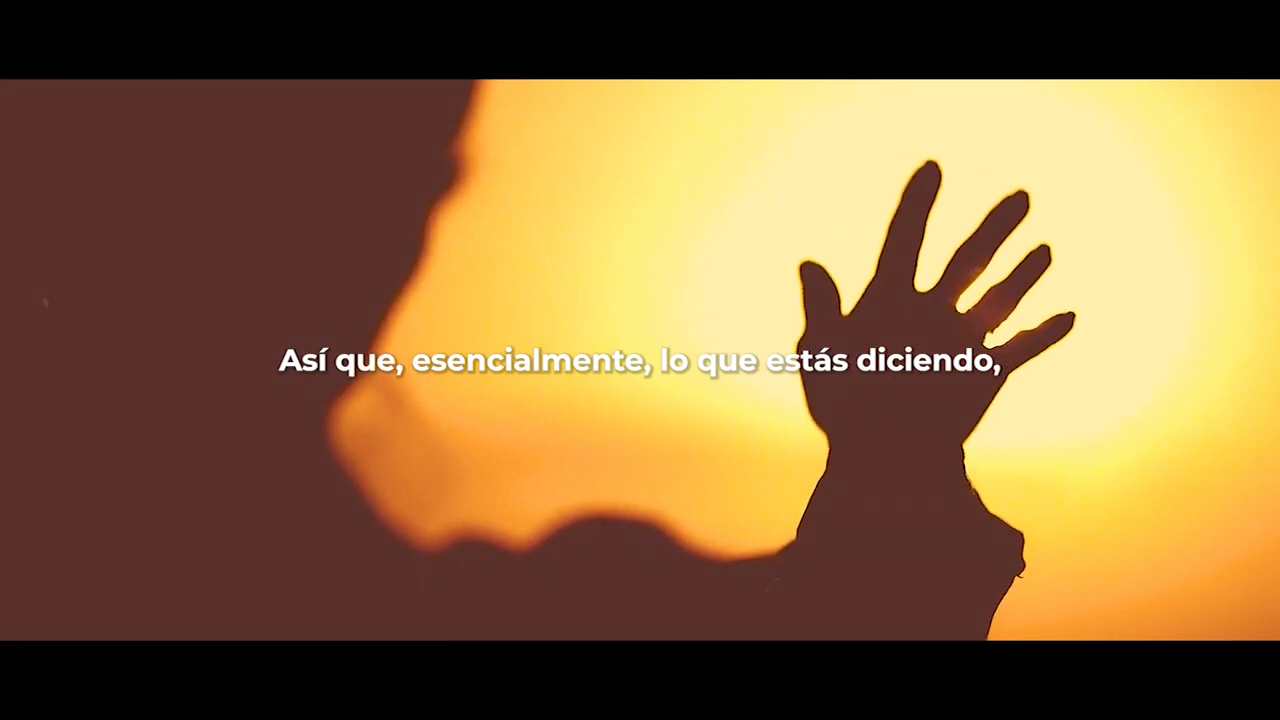 Así que, esencialmente, lo que estás diciendo,